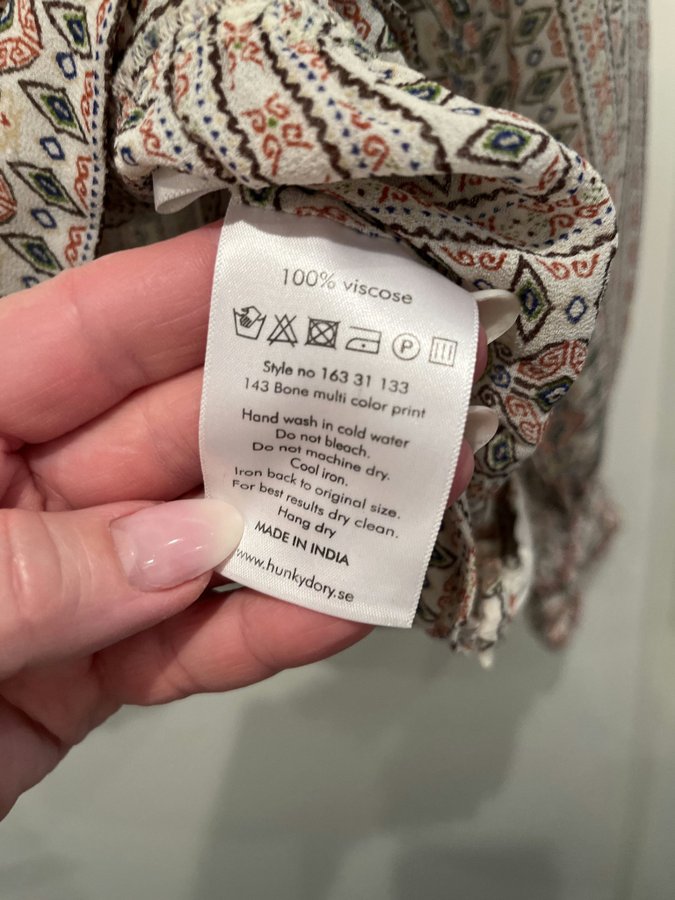 100% viscose
P
Style no 163 31 133
143 Bone multi color print
Hand wash in cold water
Do not bleach.
Do not machine dry.
Cool iron.
Iron back to original size.
For best results dry clean.
Hang dry
MADE IN INDIA
www.hunkydory.se